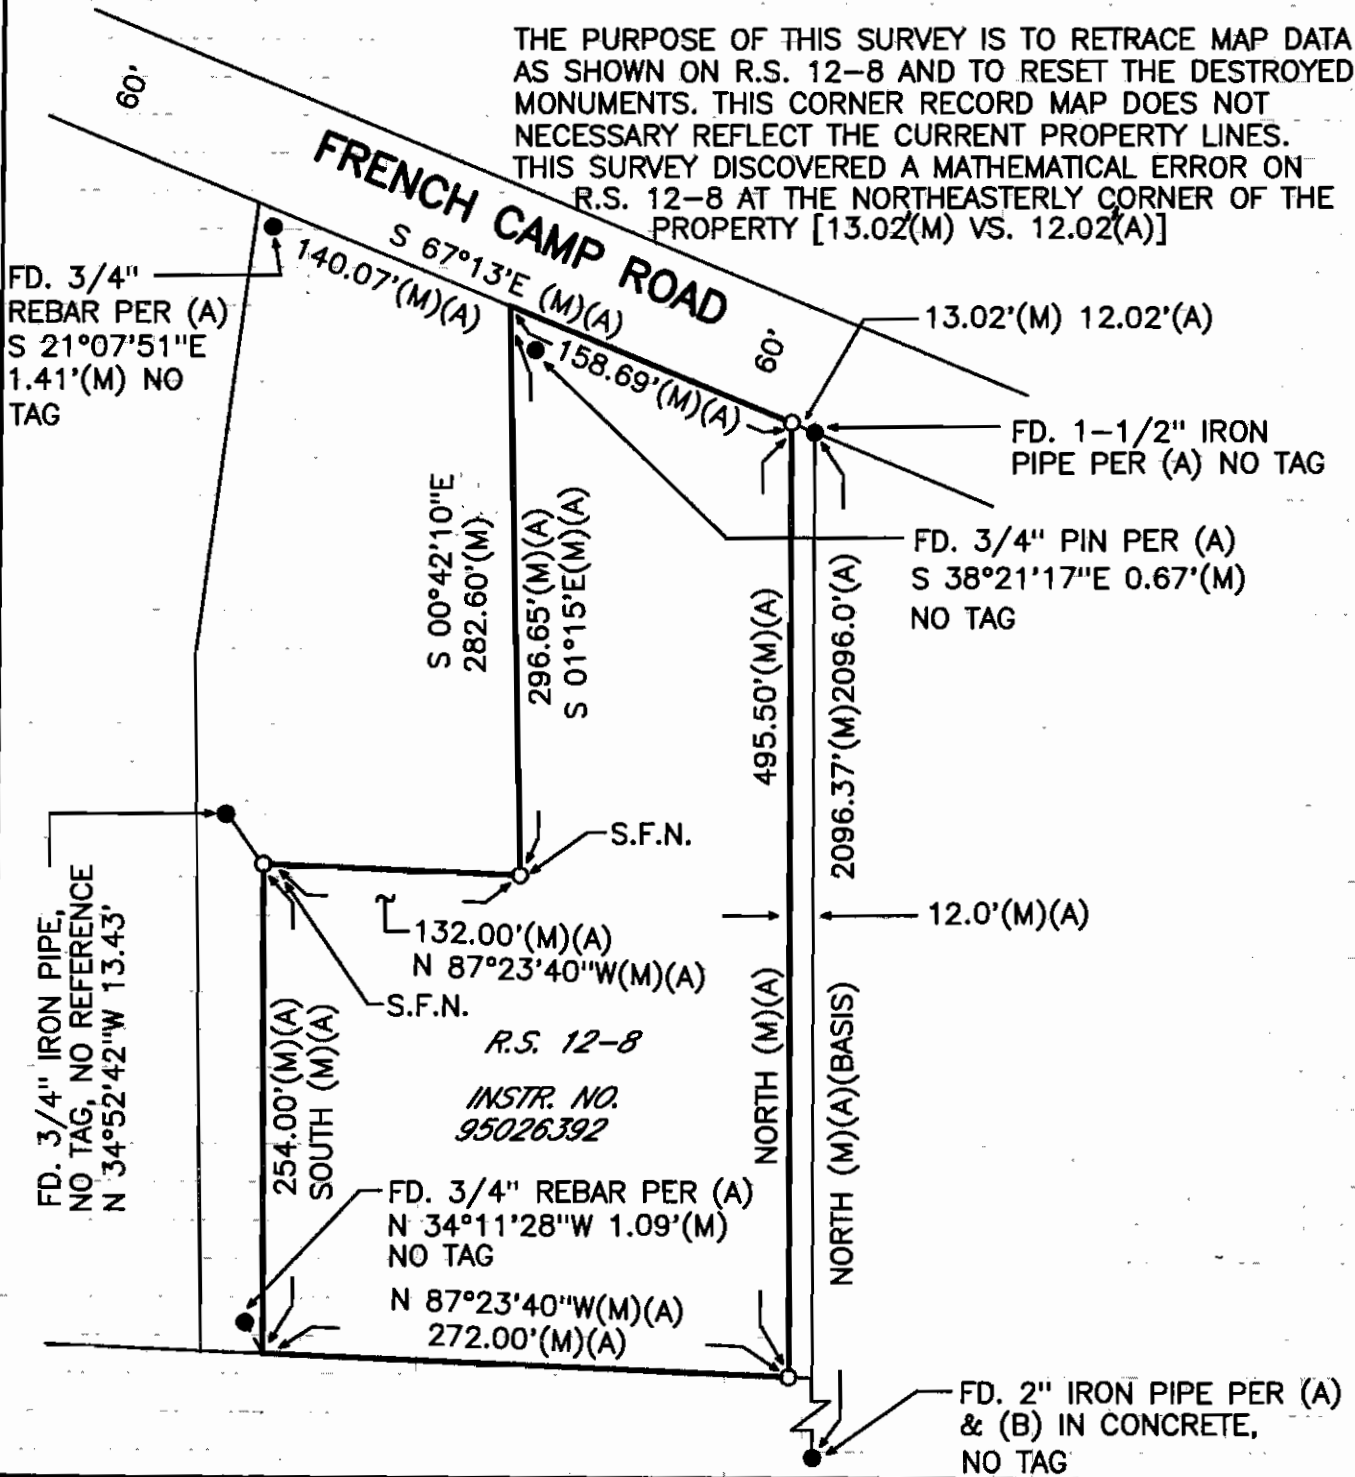 THE PURPOSE OF THIS SURVEY IS TO RETRACE MAP DATA
AS SHOWN ON R.S. 12-8 AND TO RESET THE DESTROYED
MONUMENTS. THIS CORNER RECORD MAP DOES NOT
NECESSARY REFLECT THE CURRENT PROPERTY LINES.
THIS SURVEY DISCOVERED A MATHEMATICAL ERROR ON
R.S. 12-8 AT THE NORTHEASTERLY CORNER OF THE
PROPERTY [13.02'(M) VS. 12.02'(A)]
60'
FRENCH CAMP ROAD
S 67°13'E (M)(A)
140.07'(M)(A)
158.69'(M)(A)
60'
13.02'(M) 12.02'(A)
FD. 3/4" 
REBAR PER (A)
S 21°07'51"E
1.41'(M) NO
TAG
FD. 1-1/2" IRON
PIPE PER (A) NO TAG
FD. 3/4" PIN PER (A)
S 38°21'17"E 0.67'(M)
NO TAG
S 00°42'10"E
282.60'(M)
296.65'(M)(A)
S 01°15'E(M)(A)
495.50'(M)(A)
NORTH (M)(A)
2096.37'(M)2096.0'(A)
NORTH (M)(A)(BASIS)
12.0'(M)(A)
S.F.N.
132.00'(M)(A)
N 87°23'40"W(M)(A)
S.F.N.
FD. 3/4" IRON PIPE,
NO TAG, NO REFERENCE
N 34°52'42"W 13.43'
254.00'(M)(A)
SOUTH (M)(A)
R.S. 12-8
INSTR. NO.
95026392
FD. 3/4" REBAR PER (A)
N 34°11'28"W 1.09'(M)
NO TAG
N 87°23'40"W(M)(A)
272.00'(M)(A)
FD. 2" IRON PIPE PER (A)
& (B) IN CONCRETE,
NO TAG